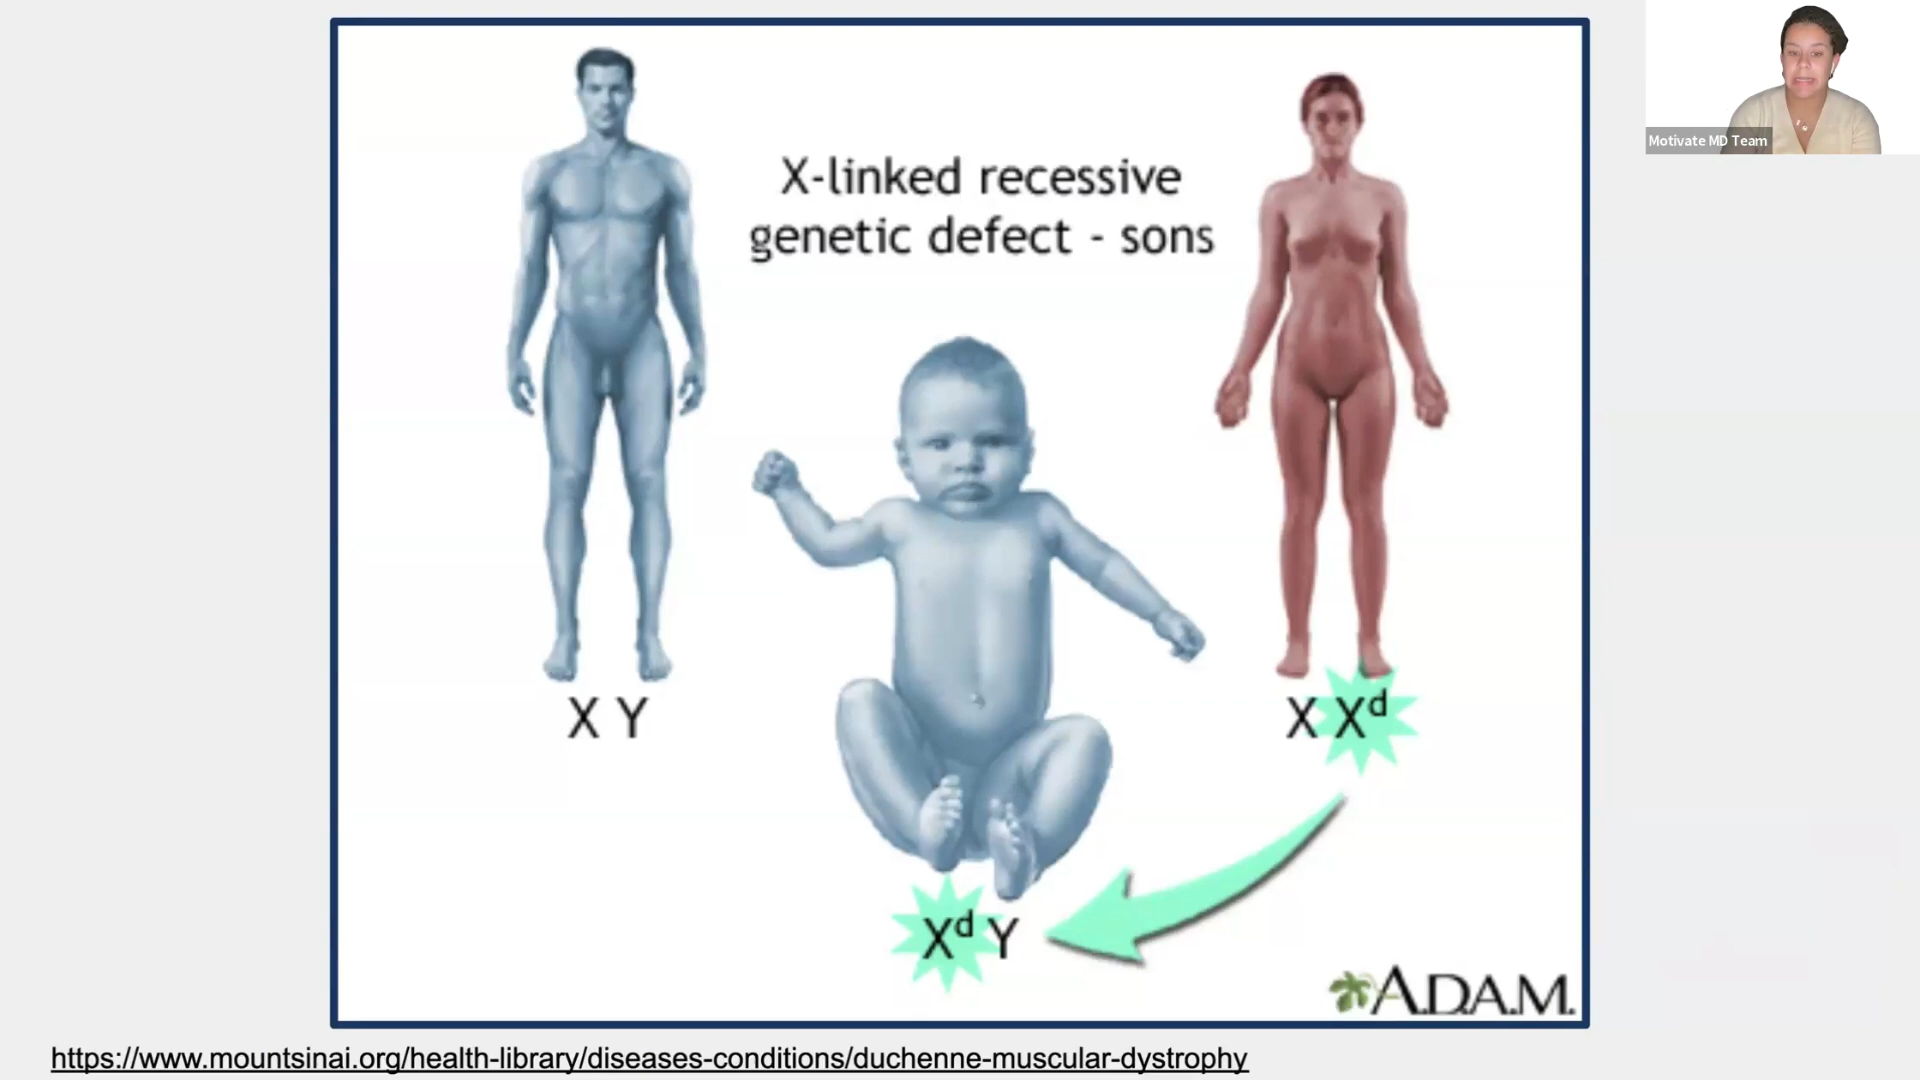 Motivate MD Team
X-linked recessive
genetic defect - sons
X Y
X Xᵈ
Xᵈ Y
A.D.A.M.
https://www.mountsinai.org/health-library/diseases-conditions/duchenne-muscular-dystrophy